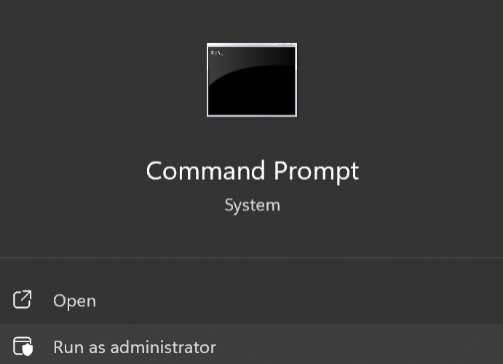 C:\_
Command Prompt
System
Open
Run as administrator